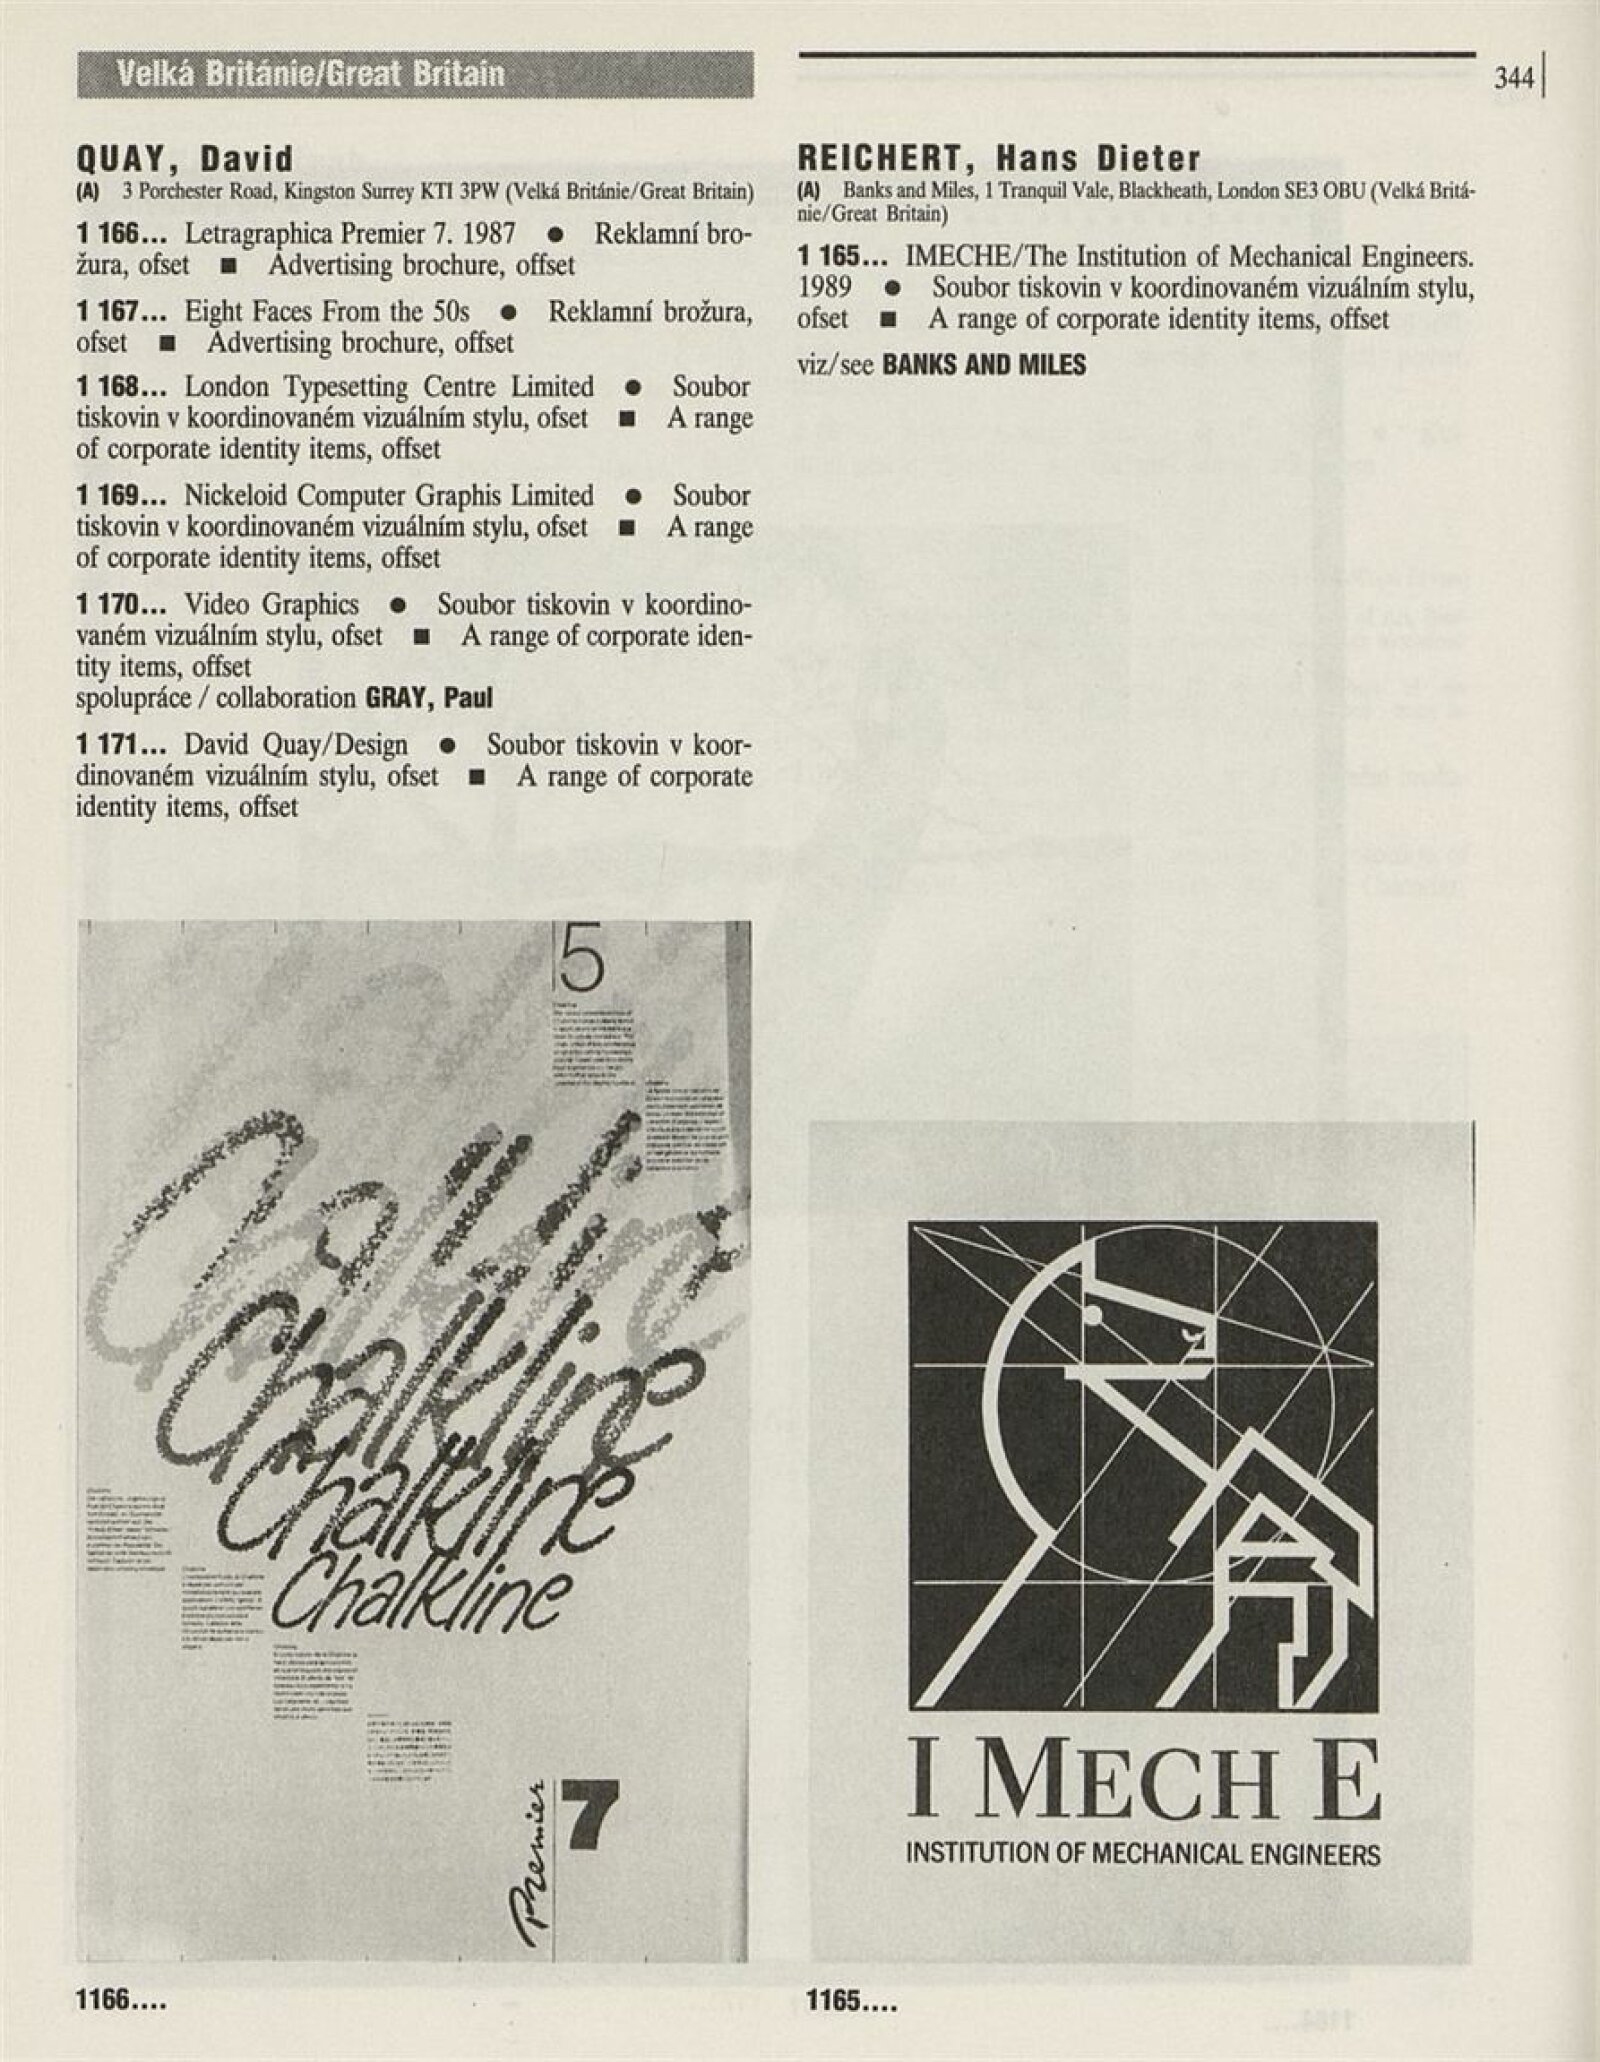 Velká Británie/Great Britain
344
QUAY, David
(A) 3 Porchester Road, Kingston Surrey KTI 3PW (Velká Británie/Great Britain)
1 166... Letragraphica Premier 7. 1987 ● Reklamní bro-
žura, ofset ■ Advertising brochure, offset
1 167... Eight Faces From the 50s ● Reklamní brožura,
ofset ■ Advertising brochure, offset
1 168... London Typesetting Centre Limited ● Soubor
tiskovin v koordinovaném vizuálním stylu, ofset ■ A range
of corporate identity items, offset
1 169... Nickeloid Computer Graphis Limited ● Soubor
tiskovin v koordinovaném vizuálním stylu, ofset ■ A range
of corporate identity items, offset
1 170... Video Graphics ● Soubor tiskovin v koordino-
vaném vizuálním stylu, ofset ■ A range of corporate iden-
tity items, offset
spolupráce / collaboration GRAY, Paul
1 171... David Quay/Design ● Soubor tiskovin v koor-
dinovaném vizuálním stylu, ofset ■ A range of corporate
identity items, offset
REICHERT, Hans Dieter
(A) Banks and Miles, 1 Tranquil Vale, Blackheath, London SE3 OBU (Velká Britá-
nie/Great Britain)
1 165... IMECHE/The Institution of Mechanical Engineers.
1989 ● Soubor tiskovin v koordinovaném vizuálním stylu,
ofset ■ A range of corporate identity items, offset
viz/see BANKS AND MILES
5
Chalkline
Chalkline
Chalkline
Chalkline
Premier 7
1166....
I MECH E
INSTITUTION OF MECHANICAL ENGINEERS
1165....